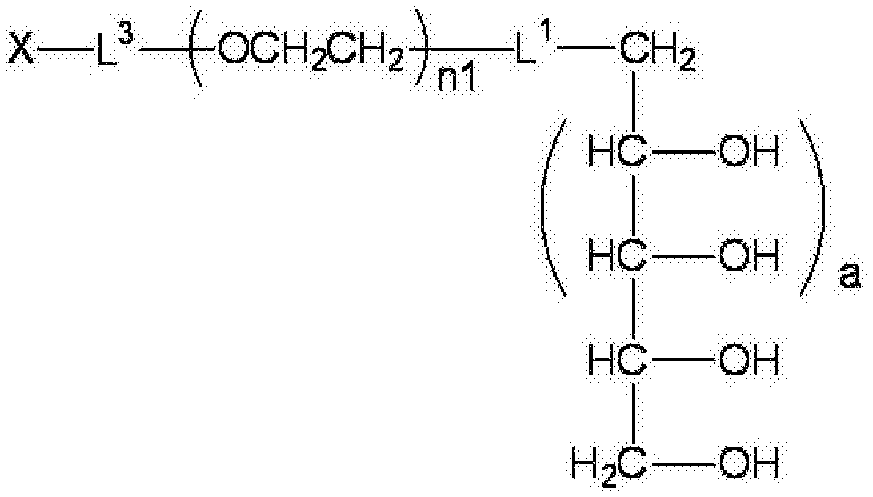 X—L³—(OCH₂CH₂)n1—L¹—CH₂
(HC—OH
HC—OH)a
HC—OH
H₂C—OH